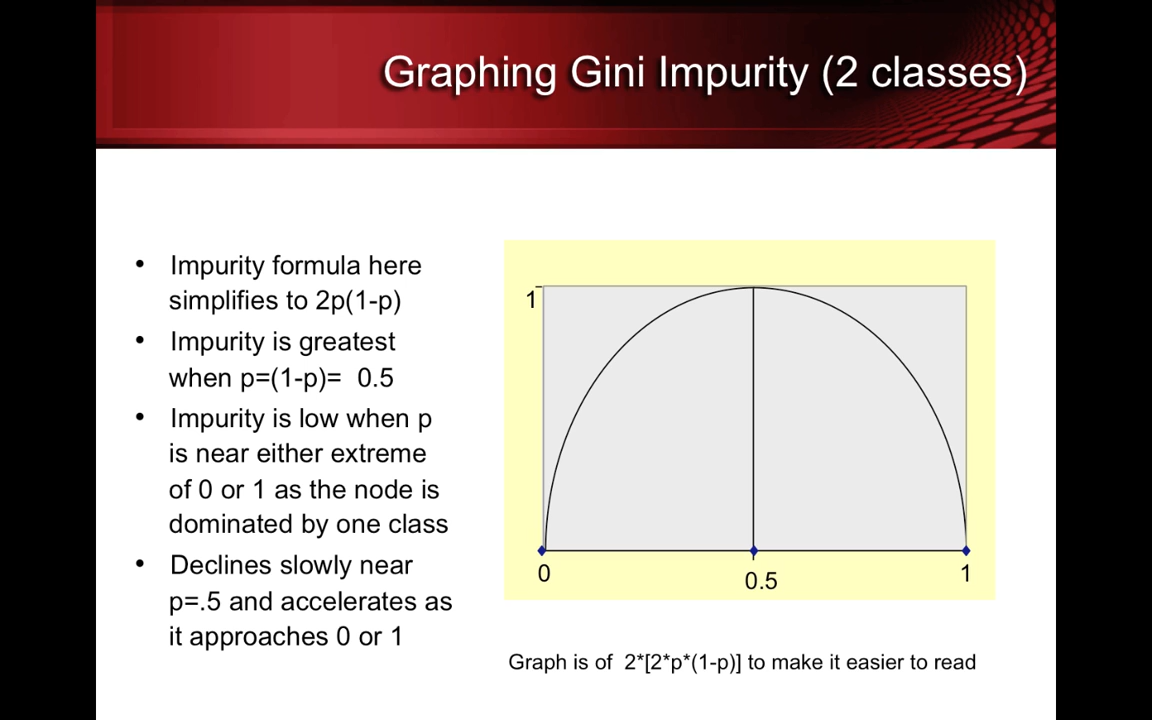 Graphing Gini Impurity (2 classes)
• Impurity formula here
simplifies to 2p(1-p)
• Impurity is greatest
when p=(1-p)=  0.5
• Impurity is low when p
is near either extreme
of 0 or 1 as the node is
dominated by one class
• Declines slowly near
p=.5 and accelerates as
it approaches 0 or 1
1
0
0.5
1
Graph is of  2*[2*p*(1-p)] to make it easier to read